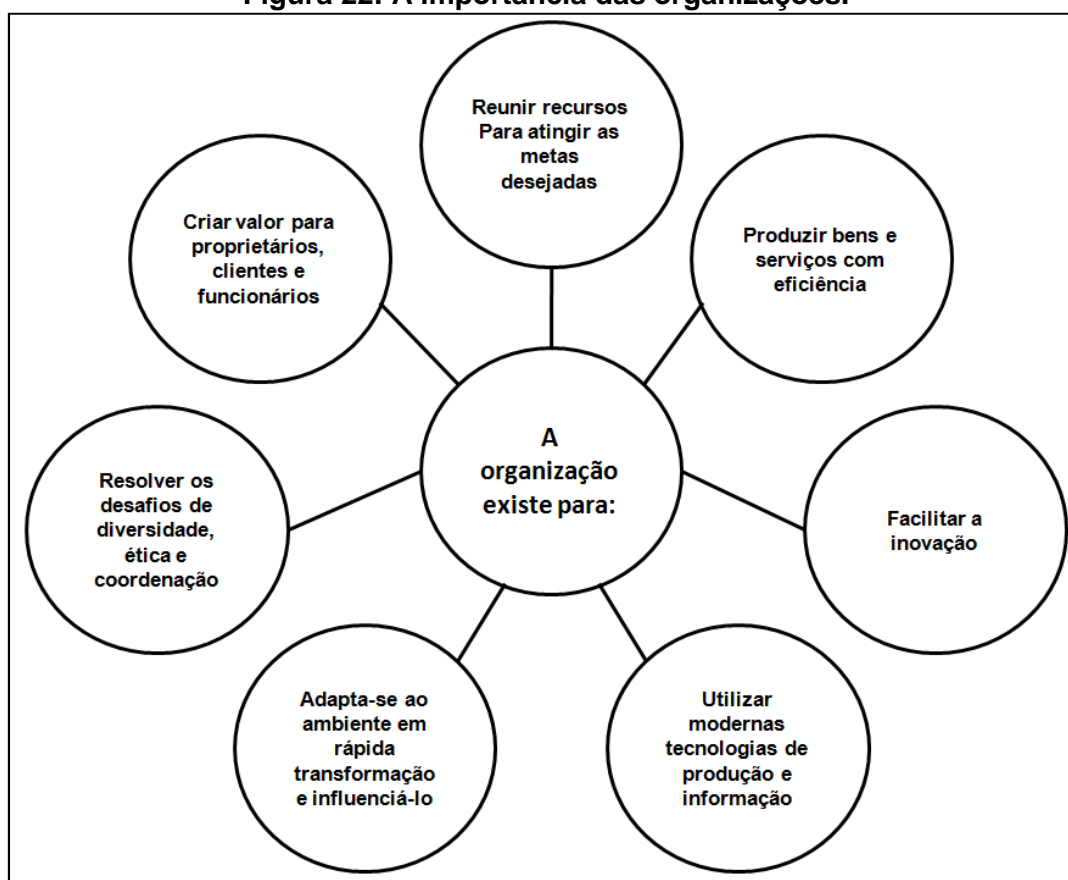 Figura 22: A importância das organizações.
Reunir recursos
Para atingir as
metas
desejadas
Produzir bens e
serviços com
eficiência
Facilitar a
inovação
Utilizar
modernas
tecnologias de
produção e
informação
Adapta-se ao
ambiente em
rápida
transformação
e influenciá-lo
Resolver os
desafios de
diversidade,
ética e
coordenação
Criar valor para
proprietários,
clientes e
funcionários
A
organização
existe para: